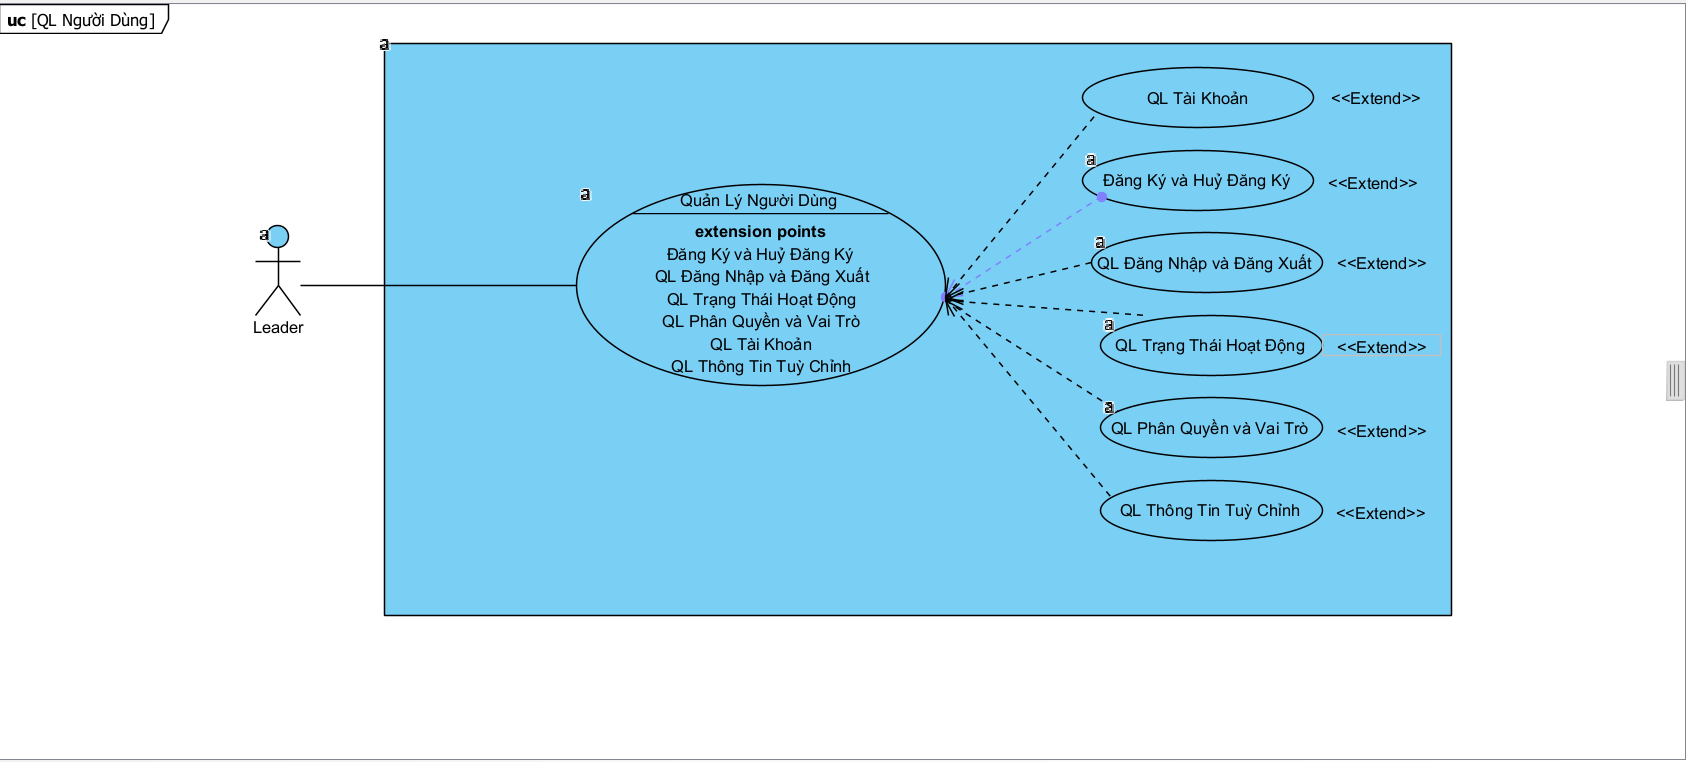 uc [QL Người Dùng]
a
QL Tài Khoản <<Extend>>
a
Đăng Ký và Huỷ Đăng Ký <<Extend>>
a
Quản Lý Người Dùng
extension points
Đăng Ký và Huỷ Đăng Ký
QL Đăng Nhập và Đăng Xuất
QL Trạng Thái Hoạt Động
QL Phân Quyền và Vai Trò
QL Tài Khoản
QL Thông Tin Tuỳ Chỉnh
a
Leader
a
QL Đăng Nhập và Đăng Xuất <<Extend>>
a
QL Trạng Thái Hoạt Động <<Extend>>
a
QL Phân Quyền và Vai Trò <<Extend>>
QL Thông Tin Tuỳ Chỉnh <<Extend>>